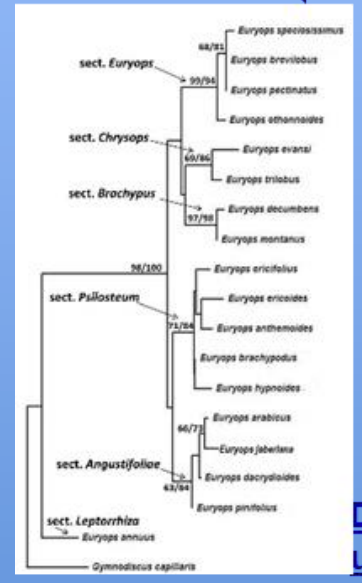 Euryops speciosissimus
68/81
Euryops brevilobus
sect. Euryops
99/94
Euryops pectinatus
Euryops othonnoides
sect. Chrysops
Euryops evansi
69/86
Euryops trilobus
sect. Brachypus
Euryops decumbens
97/98
Euryops montanus
98/100
Euryops ericifolius
sect. Psilosteum
Euryops ericoides
71/84
Euryops anthemoides
Euryops brachypodus
Euryops hypnoides
Euryops arabicus
66/73
Euryops jaberiana
sect. Angustifoliae
Euryops dacrydioides
63/84
Euryops pinifolius
sect. Leptorrhiza
Euryops annuus
Gymnodiscus capillaris